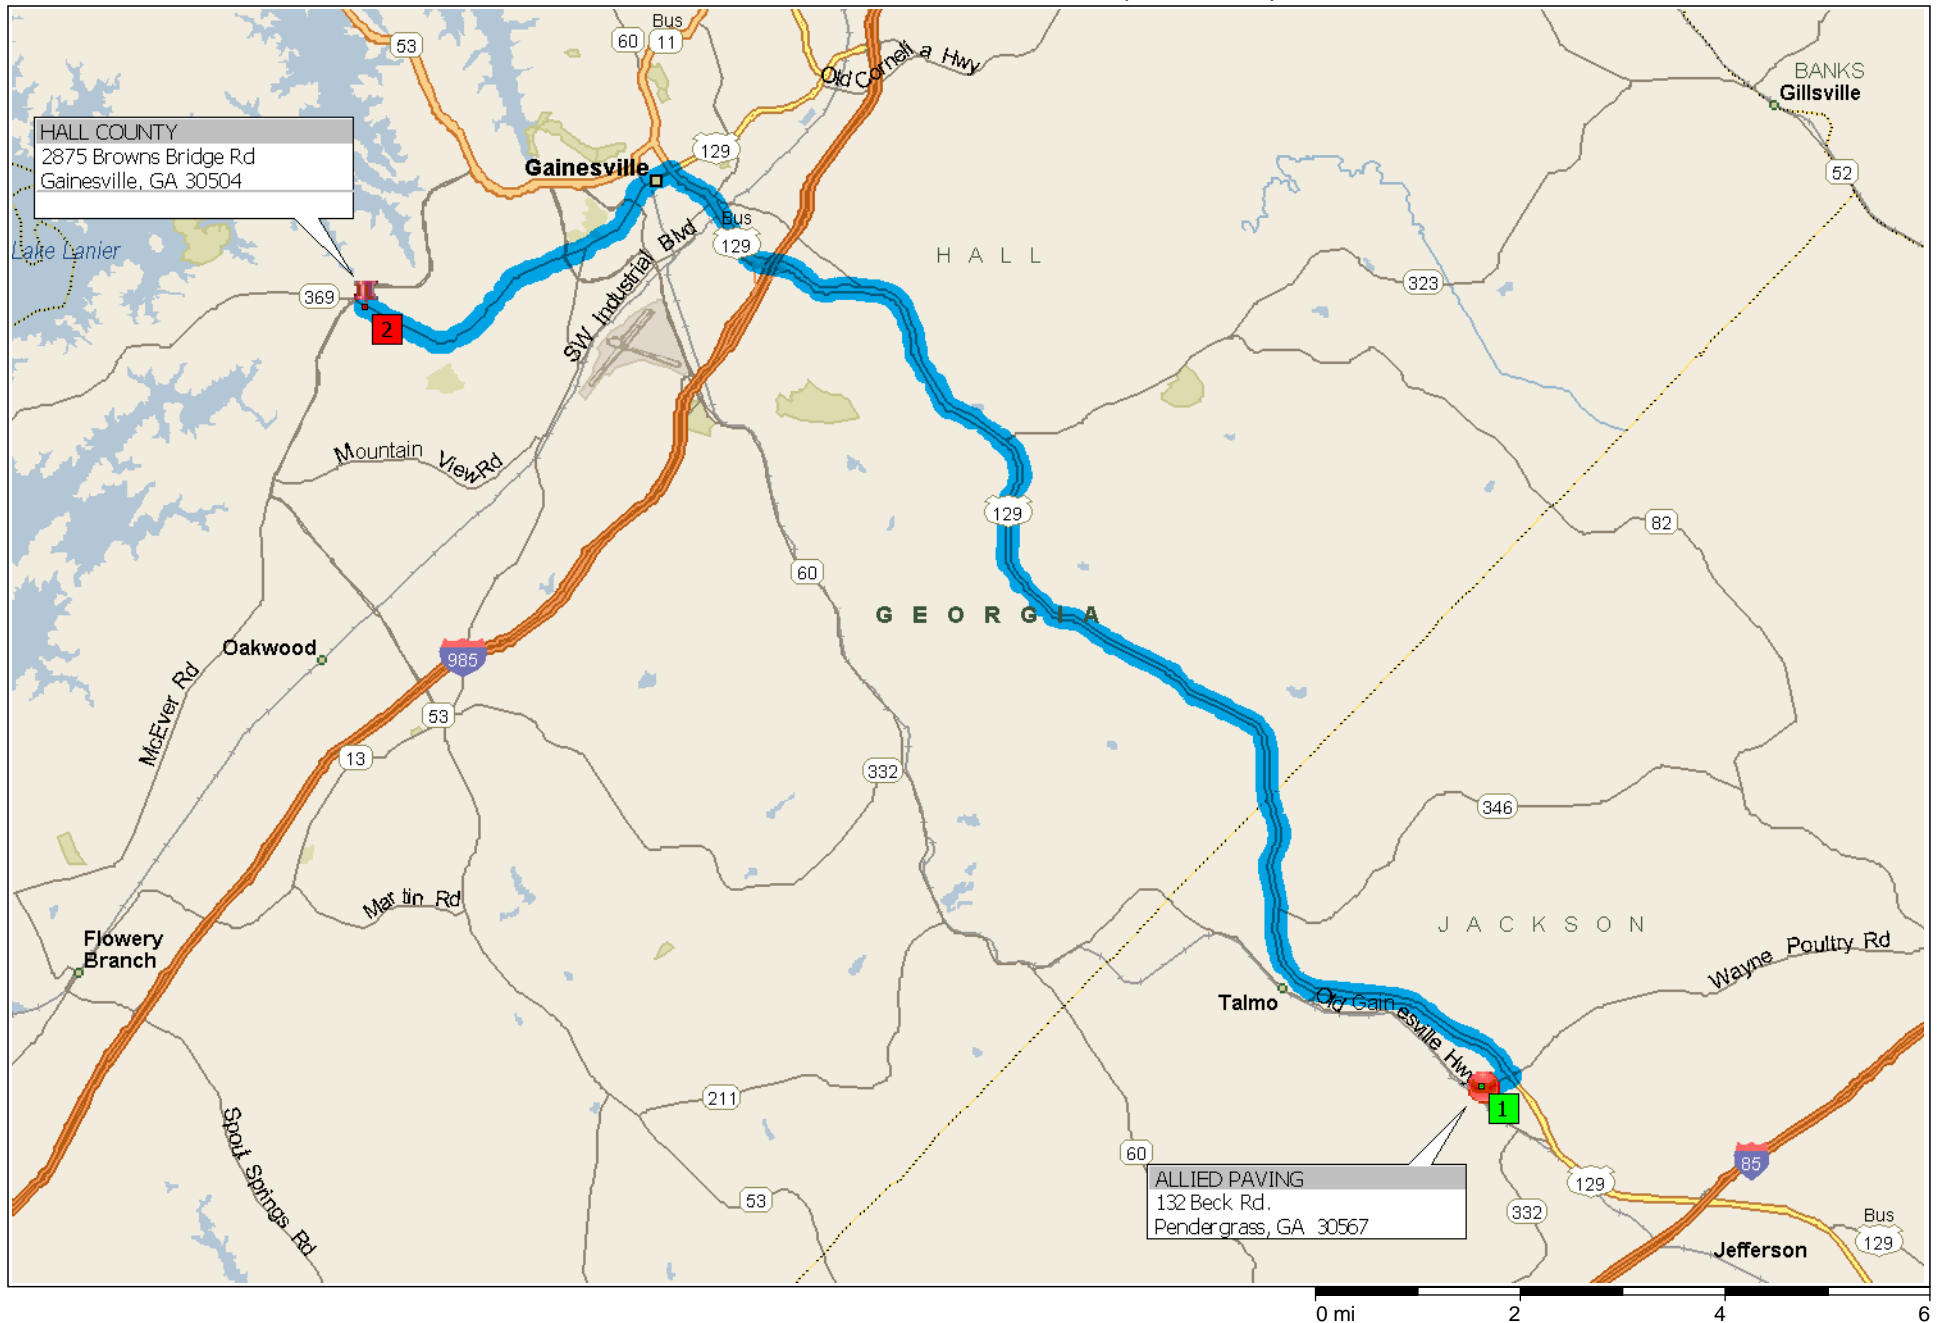 53
60
Bus
11
Old Cornelia Hwy
BANKS
Gillsville
HALL COUNTY
2875 Browns Bridge Rd
Gainesville, GA 30504
Gainesville
129
52
Bus
129
Lake Lanier
SW Industrial Blvd
HALL
369
2
323
Mountain View Rd
129
82
60
GEORGIA
Oakwood
985
McEver Rd
53
13
332
346
Martin Rd
Flowery
Branch
JACKSON
Wayne Poultry Rd
Talmo
Old Gainesville Hwy
1
211
Spout Springs Rd
60
85
ALLIED PAVING
132 Beck Rd.
Pendergrass, GA 30567
129
53
332
Bus
129
Jefferson
0 mi 2 4 6